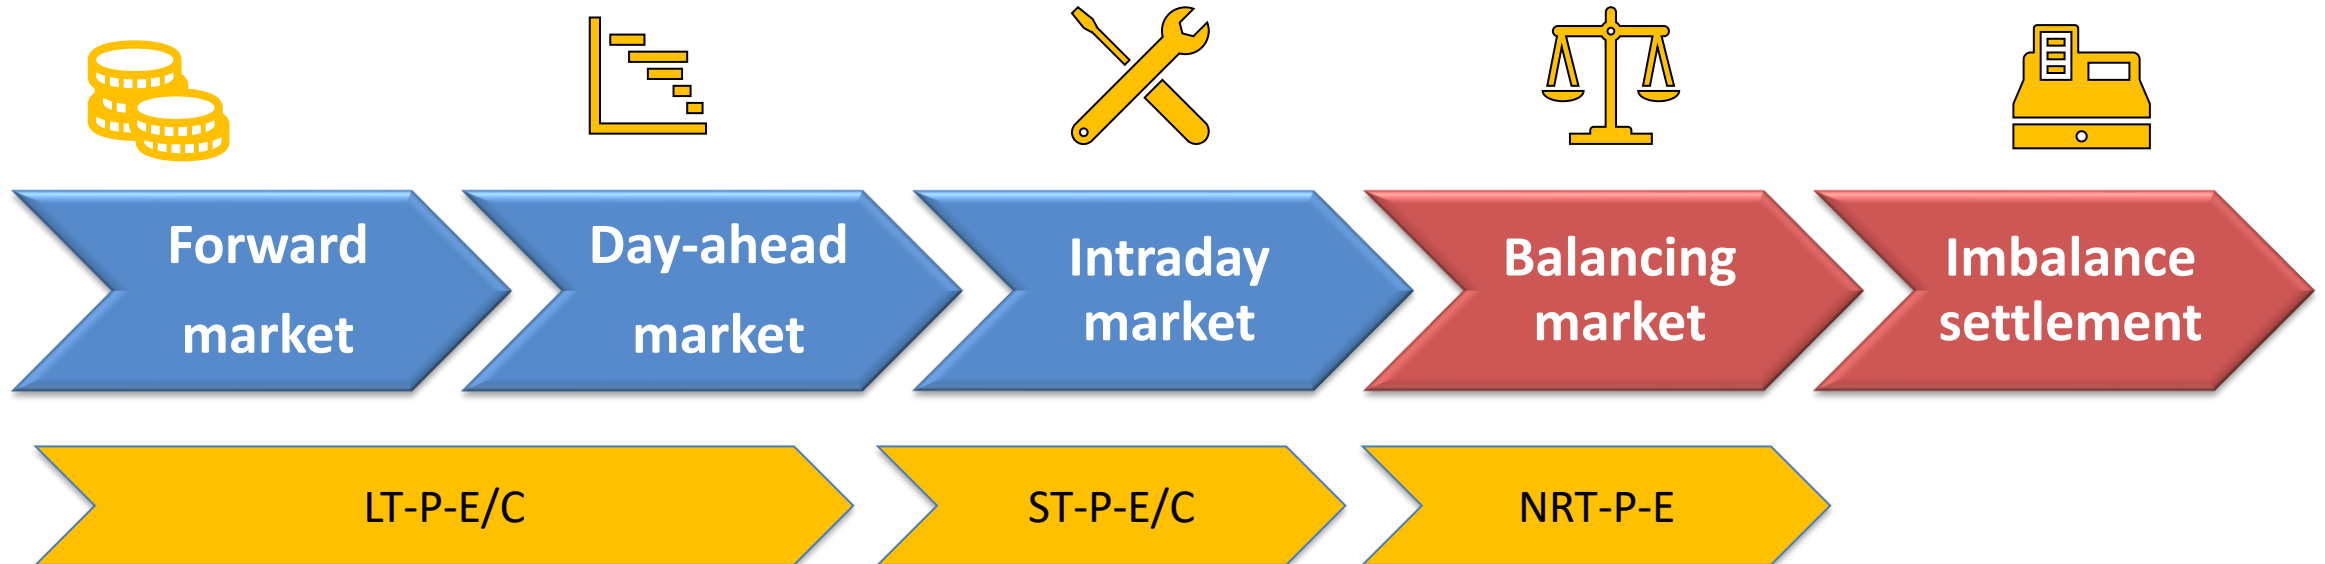 Forward
market
Day-ahead
market
Intraday
market
Balancing
market
Imbalance
settlement
LT-P-E/C
ST-P-E/C
NRT-P-E